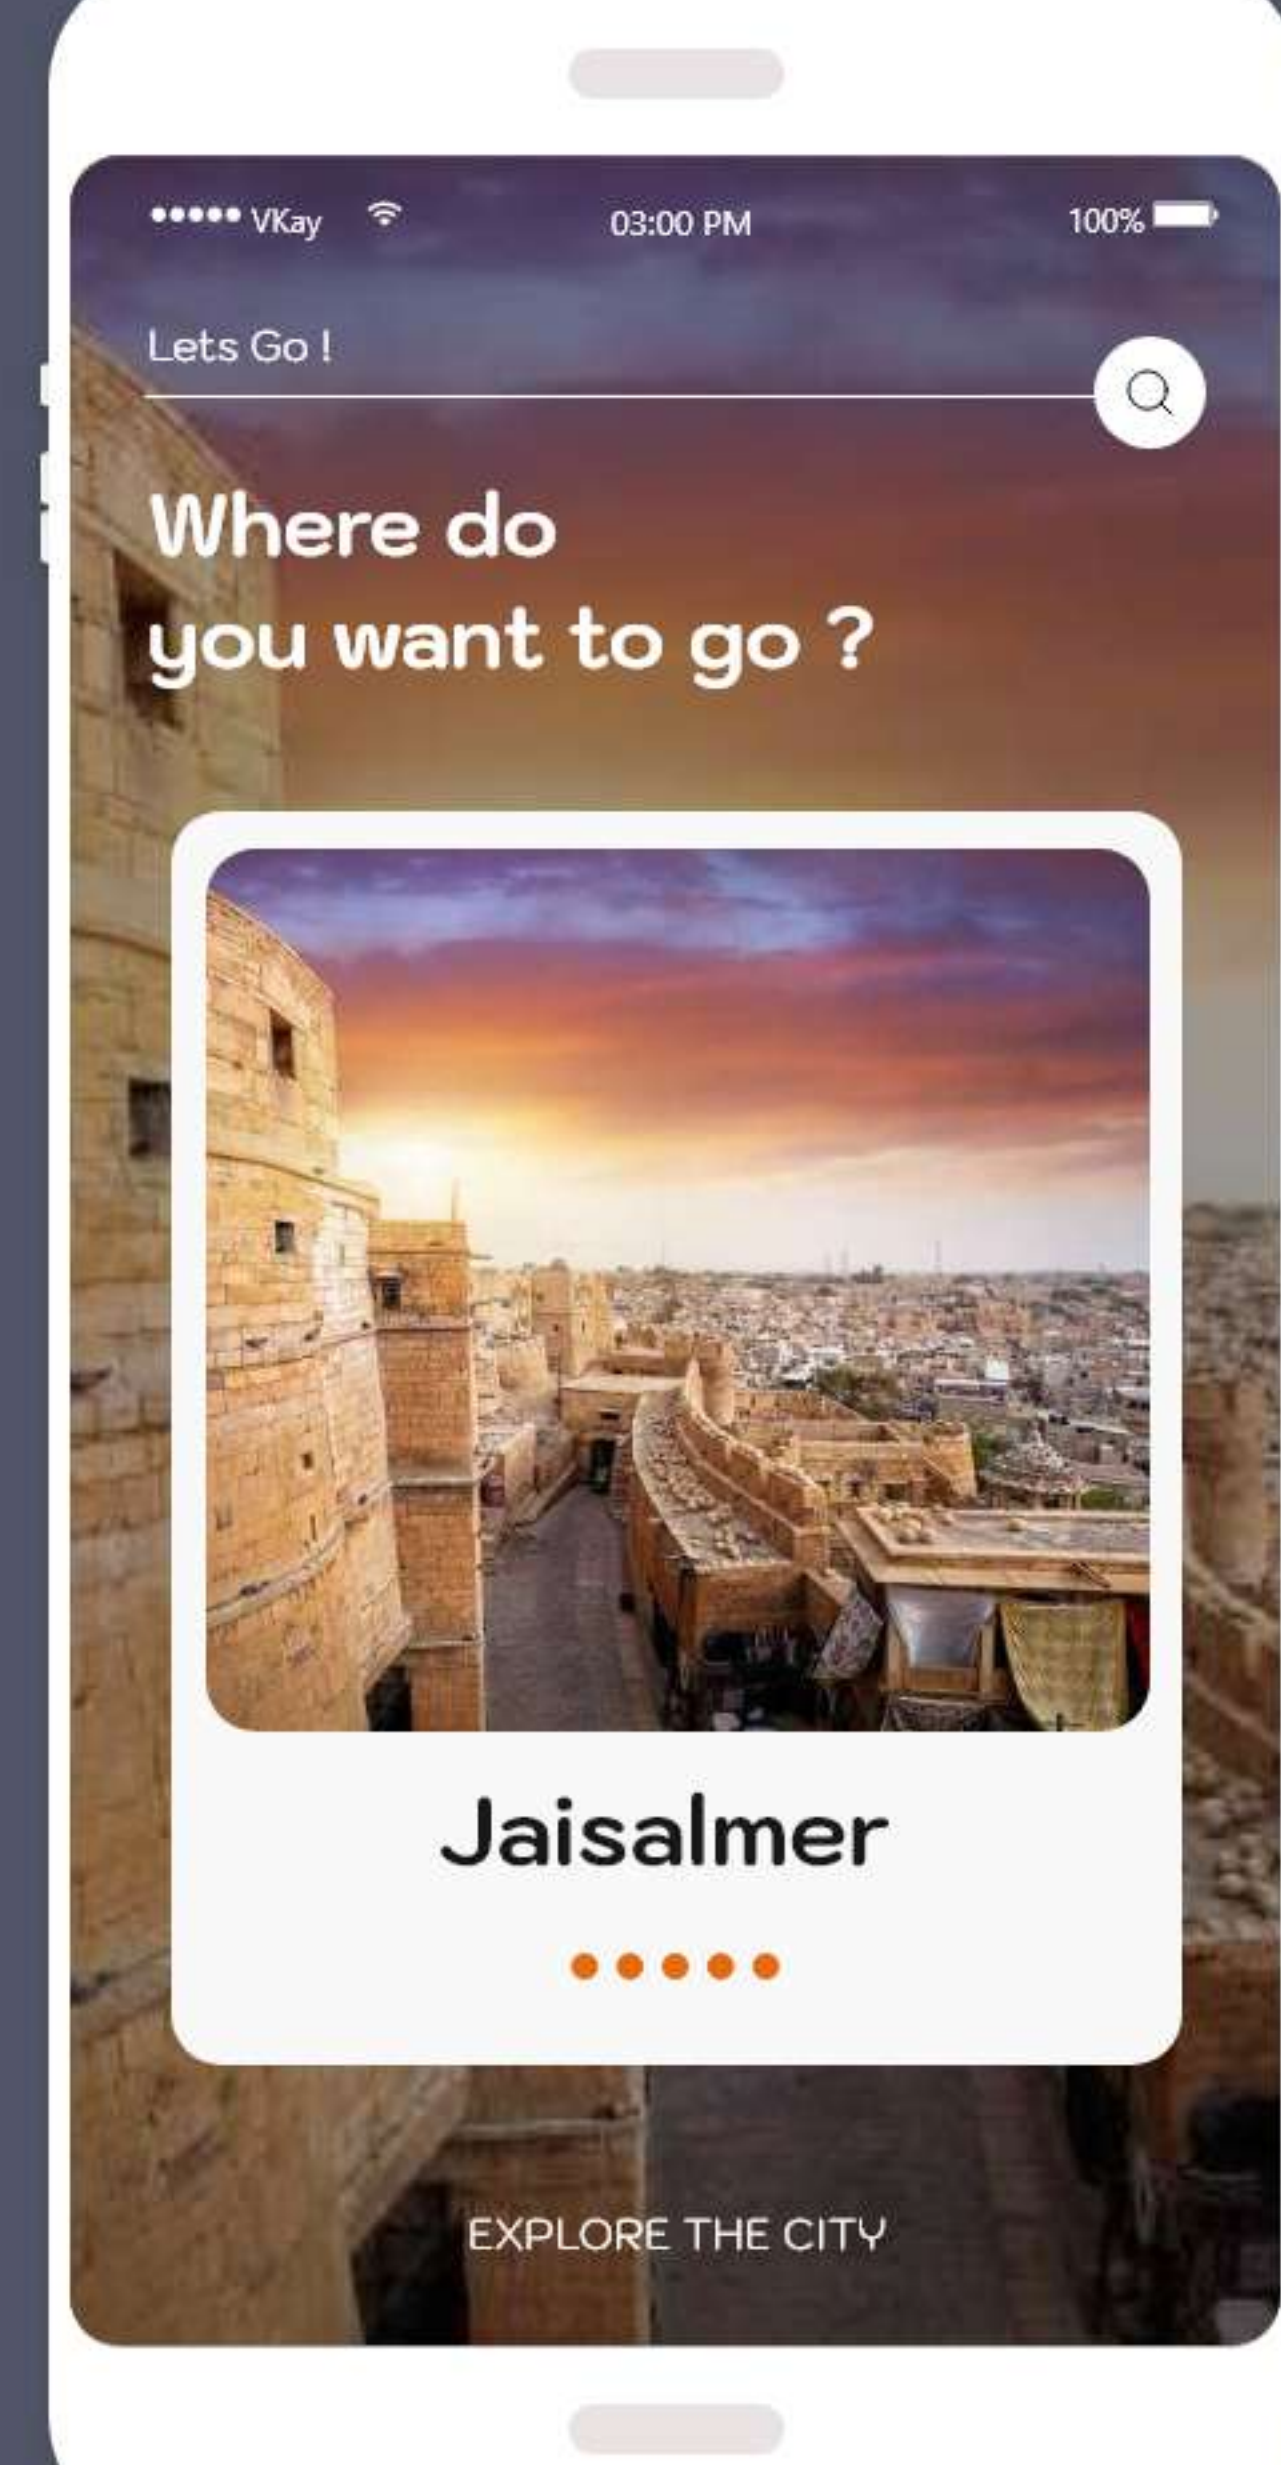 VKay 03:00 PM 100%
Lets Go !
Where do
you want to go ?
Jaisalmer
EXPLORE THE CITY